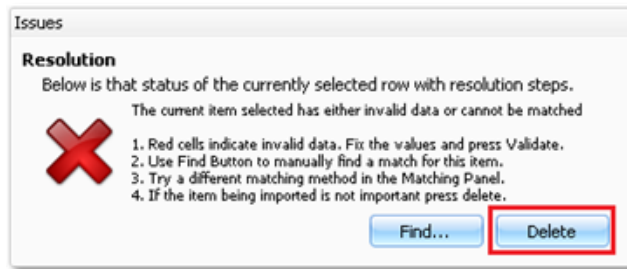 Issues
Resolution
Below is that status of the currently selected row with resolution steps.
The current item selected has either invalid data or cannot be matched
1. Red cells indicate invalid data. Fix the values and press Validate.
2. Use Find Button to manually find a match for this item.
3. Try a different matching method in the Matching Panel.
4. If the item being imported is not important press delete.
Find... Delete